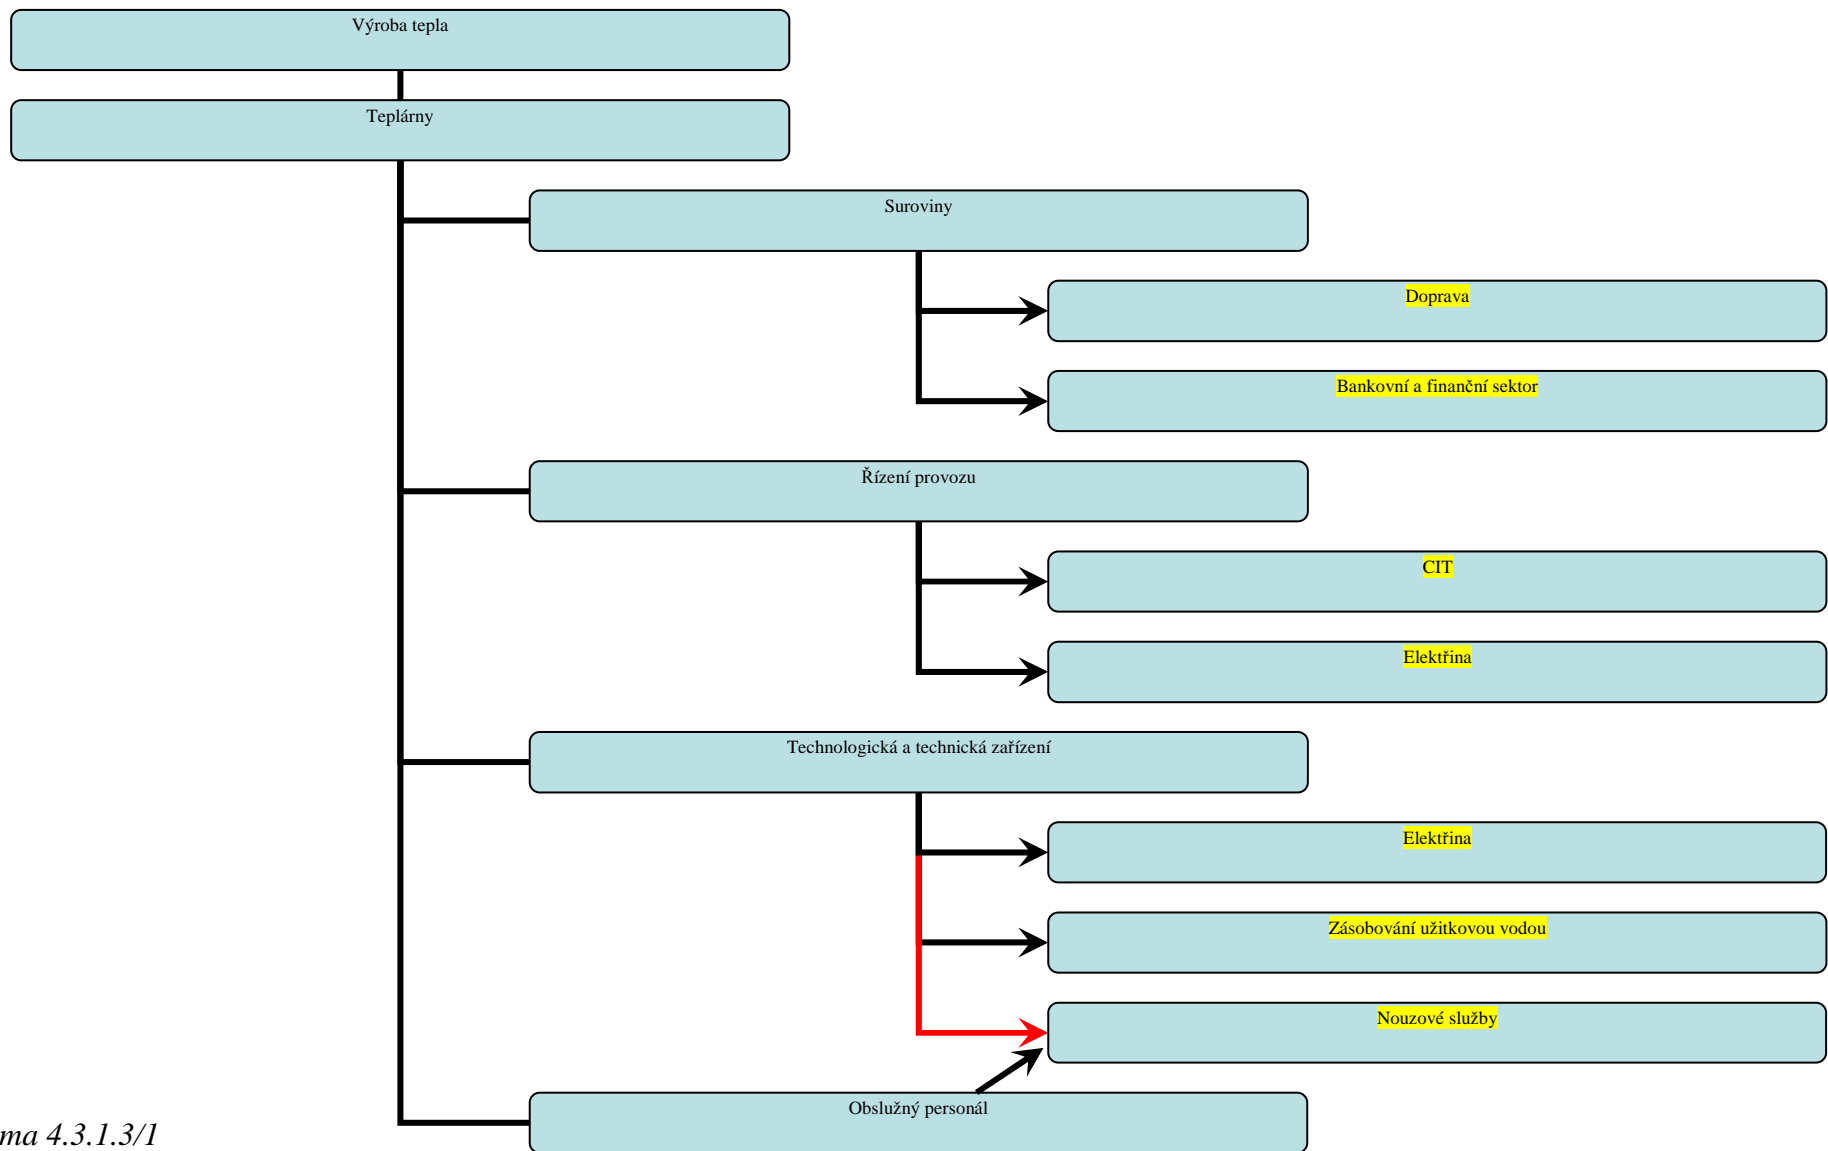 Výroba tepla
Teplárny
Suroviny
Doprava
Bankovní a finanční sektor
Řízení provozu
CIT
Elektřina
Technologická a technická zařízení
Elektřina
Zásobování užitkovou vodou
Nouzové služby
Obslužný personál
ma 4.3.1.3/1